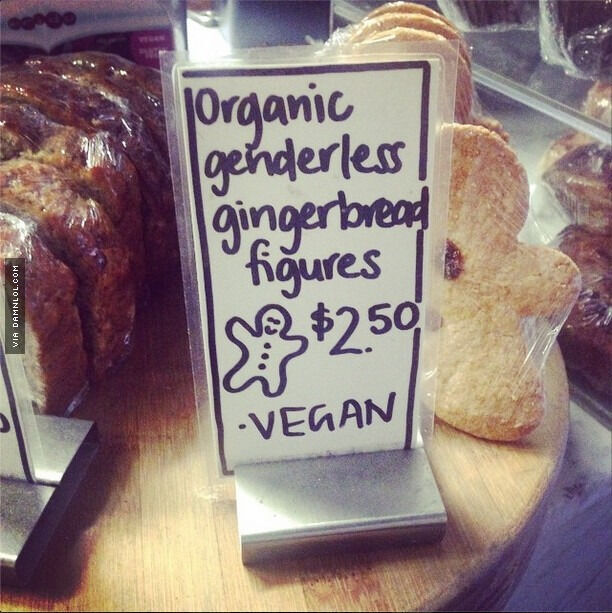 Organic
genderless
gingerbread
figures
$2.50
·VEGAN
VIA DAMNLOL.COM